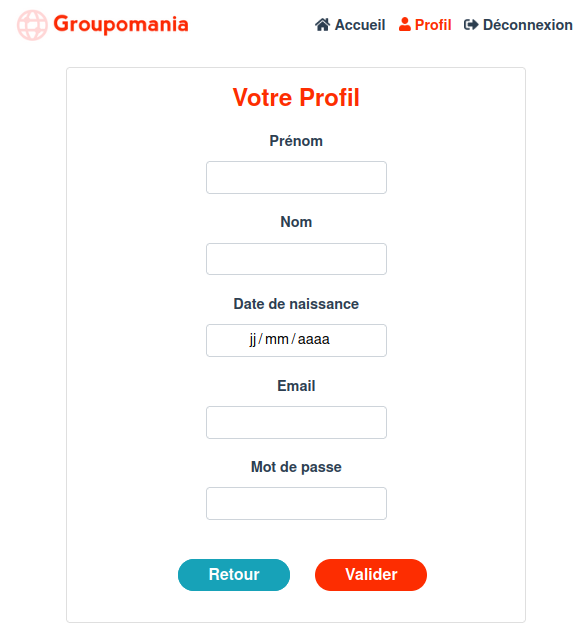 Groupomania Accueil Profil Déconnexion
Votre Profil
Prénom
Nom
Date de naissance
jj/mm/aaaa
Email
Mot de passe
Retour Valider